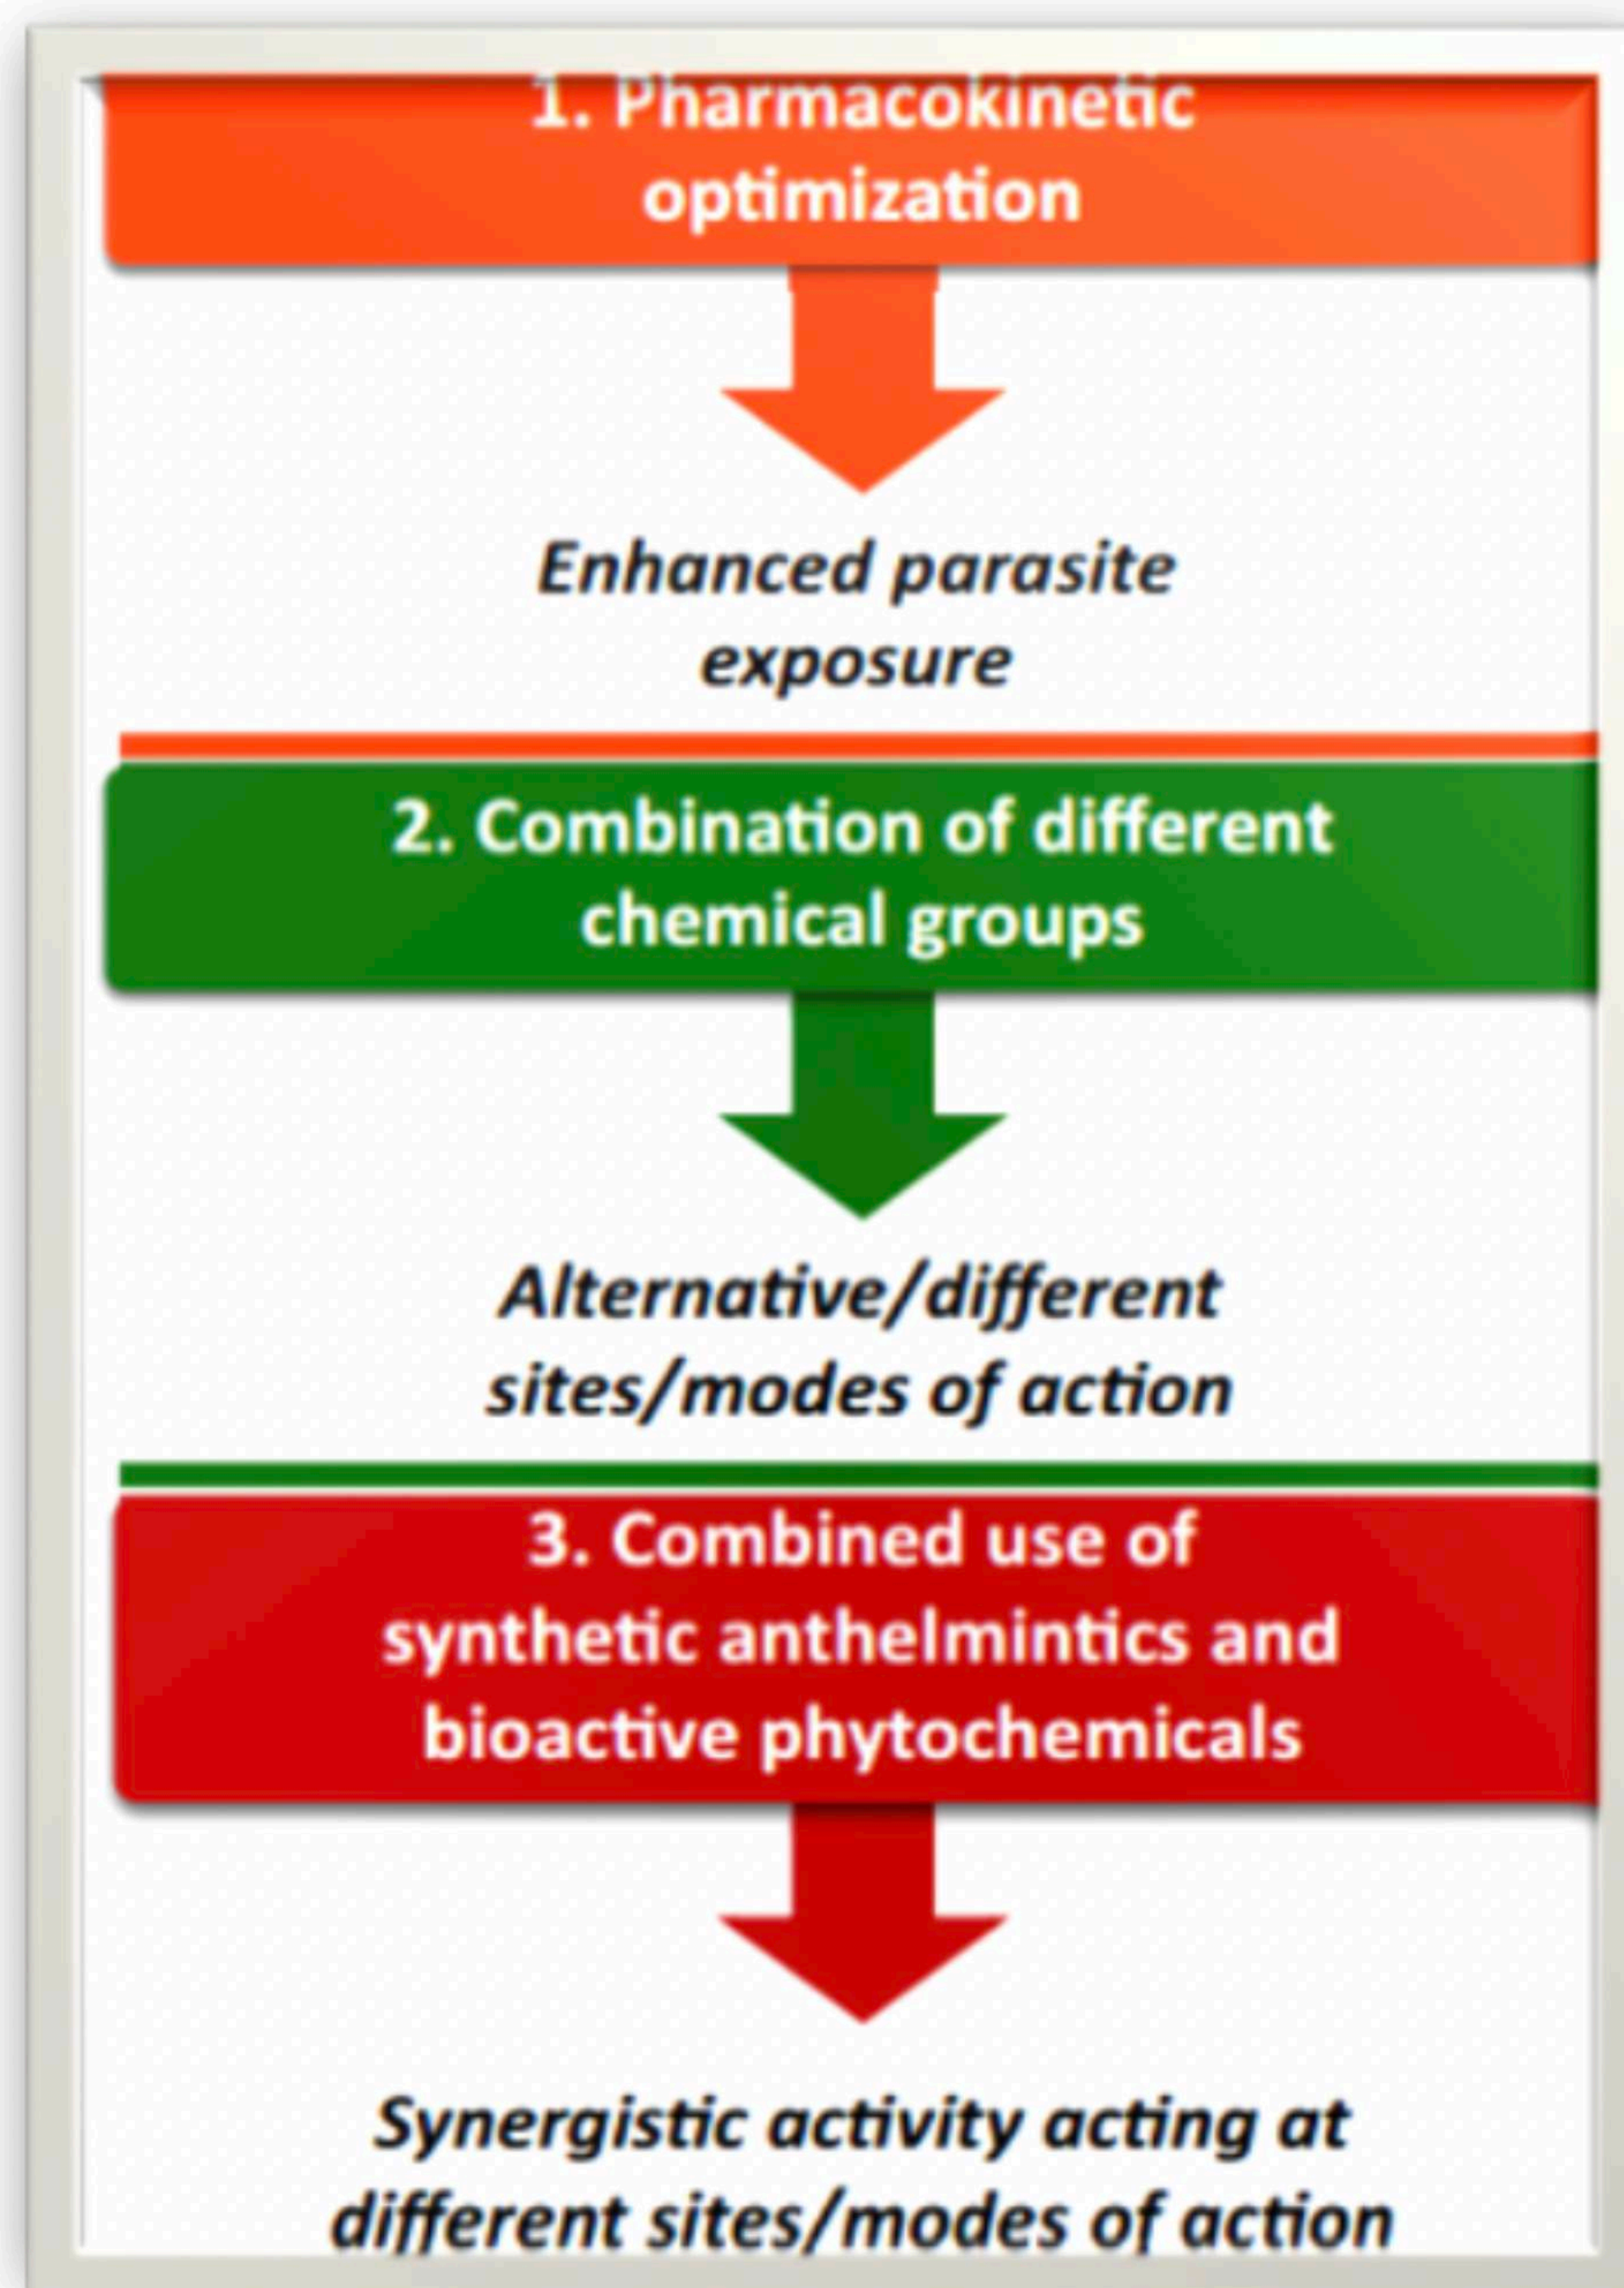 1. Pharmacokinetic
optimization
Enhanced parasite
exposure
2. Combination of different
chemical groups
Alternative/different
sites/modes of action
3. Combined use of
synthetic anthelmintics and
bioactive phytochemicals
Synergistic activity acting at
different sites/modes of action